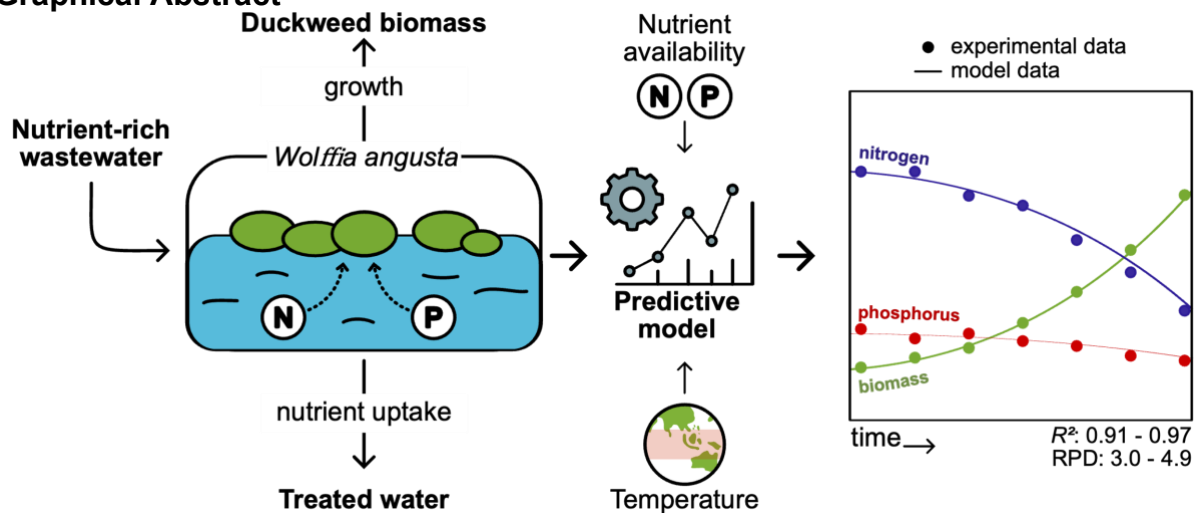 Graphical Abstract
Duckweed biomass
growth
Nutrient-rich
wastewater
Wolffia angusta
N
P
nutrient uptake
Treated water
Nutrient
availability
N P
Predictive
model
Temperature
experimental data
model data
nitrogen
phosphorus
biomass
time
R²: 0.91 - 0.97
RPD: 3.0 - 4.9